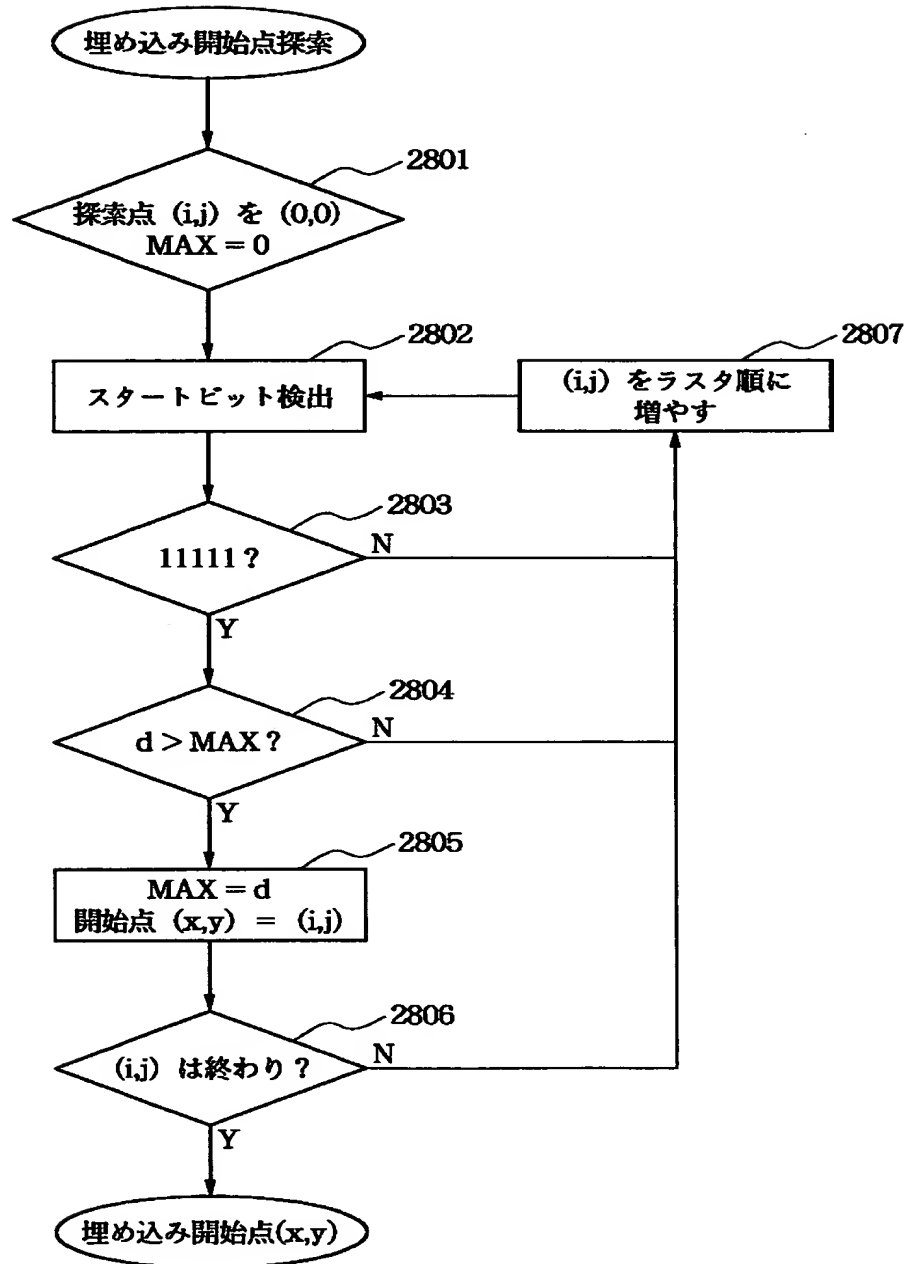 埋め込み開始点探索
2801
探索点 (i,j) を (0,0)
MAX = 0
2802
スタートビット検出
2807
(i,j) をラスタ順に
増やす
2803
11111?
N
Y
2804
d > MAX?
N
Y
2805
MAX = d
開始点 (x,y) = (i,j)
2806
(i,j) は終わり?
N
Y
埋め込み開始点(x,y)